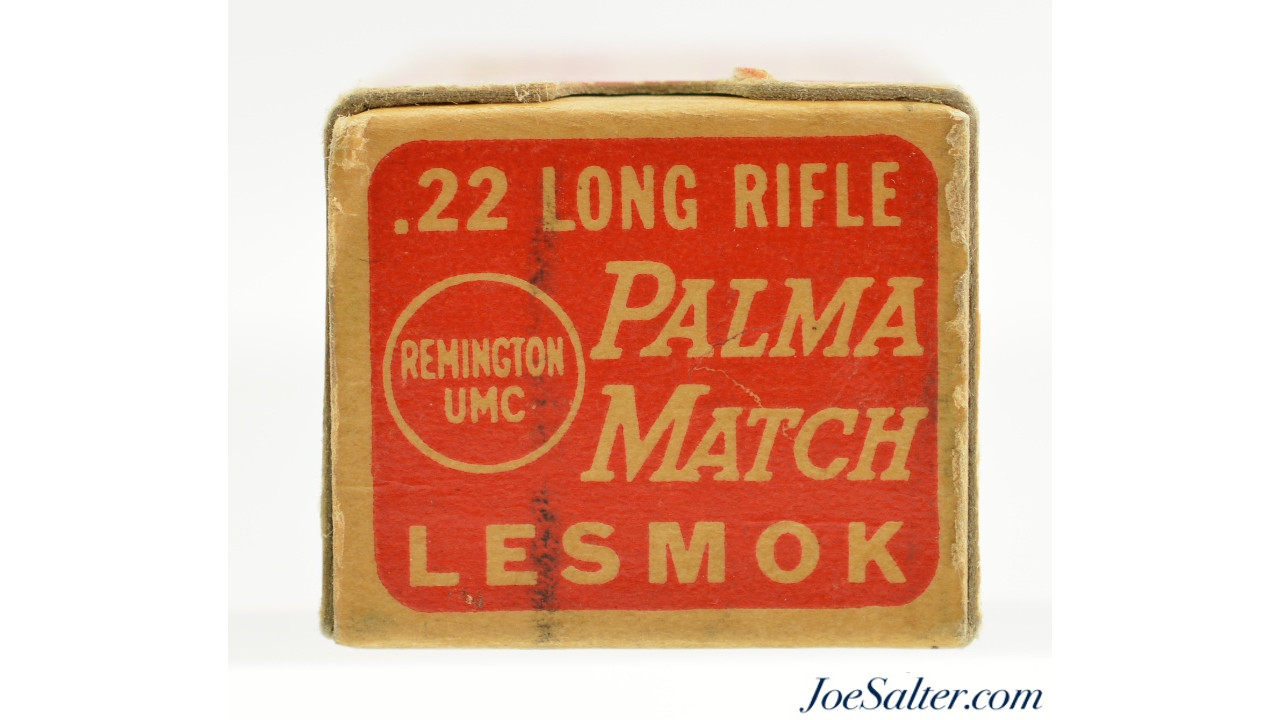 .22 LONG RIFLE
REMINGTON
UMC
PALMA
MATCH
LESMOK
JoeSalter.com